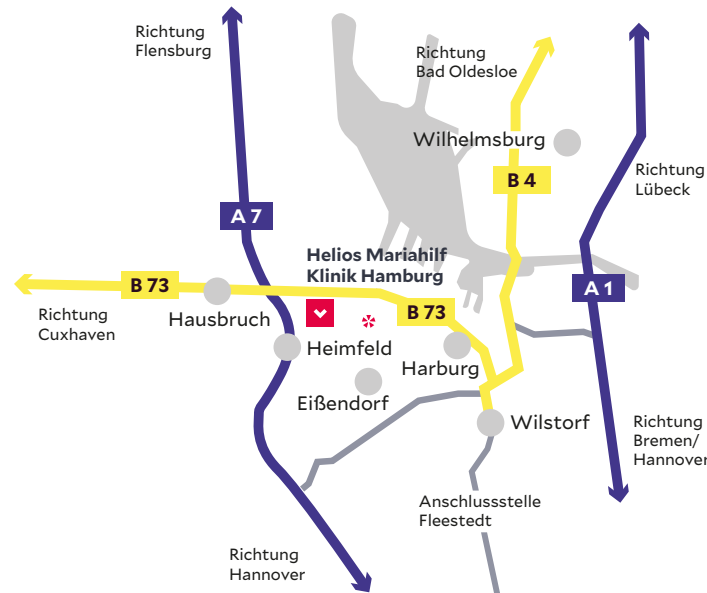 Richtung
Flensburg
Richtung
Bad Oldesloe
Wilhelmsburg
Richtung
Lübeck
B 4
A 7
Helios Mariahilf
Klinik Hamburg
B 73
A 1
B 73
Richtung
Cuxhaven
Hausbruch
Heimfeld
Harburg
Eißendorf
Wilstorf
Richtung
Bremen/
Hannover
Anschlussstelle
Fleestedt
Richtung
Hannover